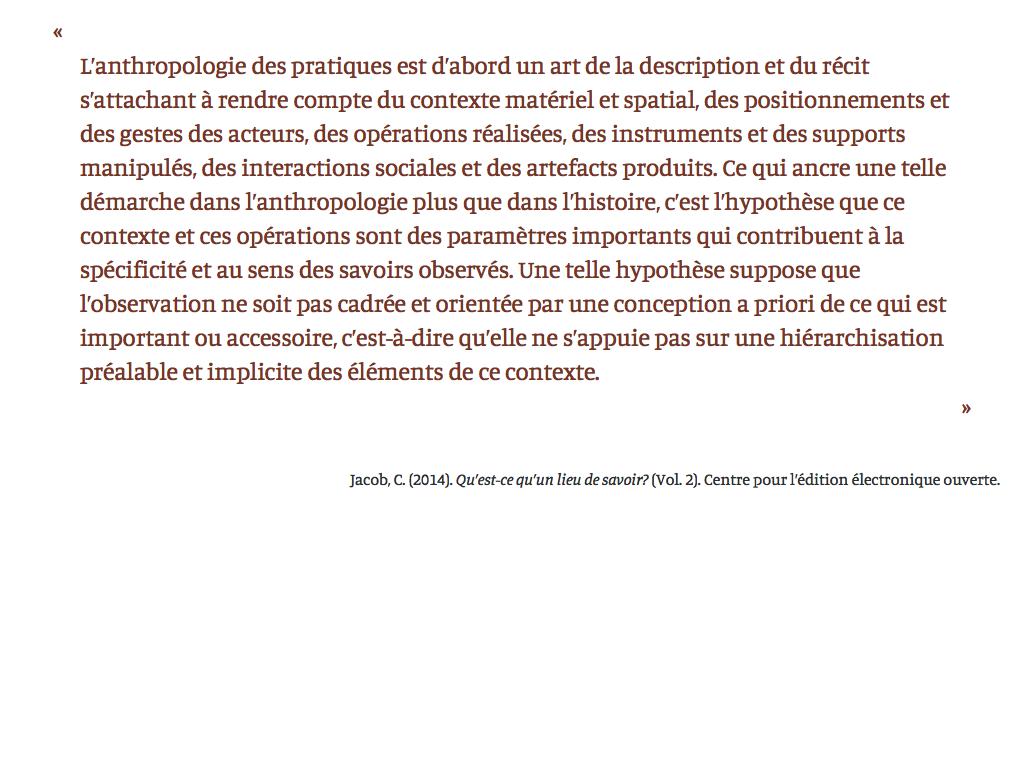 «
L’anthropologie des pratiques est d’abord un art de la description et du récit
s’attachant à rendre compte du contexte matériel et spatial, des positionnements et
des gestes des acteurs, des opérations réalisées, des instruments et des supports
manipulés, des interactions sociales et des artefacts produits. Ce qui ancre une telle
démarche dans l’anthropologie plus que dans l’histoire, c’est l’hypothèse que ce
contexte et ces opérations sont des paramètres importants qui contribuent à la
spécificité et au sens des savoirs observés. Une telle hypothèse suppose que
l’observation ne soit pas cadrée et orientée par une conception a priori de ce qui est
important ou accessoire, c’est-à-dire qu’elle ne s’appuie pas sur une hiérarchisation
préalable et implicite des éléments de ce contexte.
»
Jacob, C. (2014). Qu’est-ce qu’un lieu de savoir? (Vol. 2). Centre pour l’édition électronique ouverte.